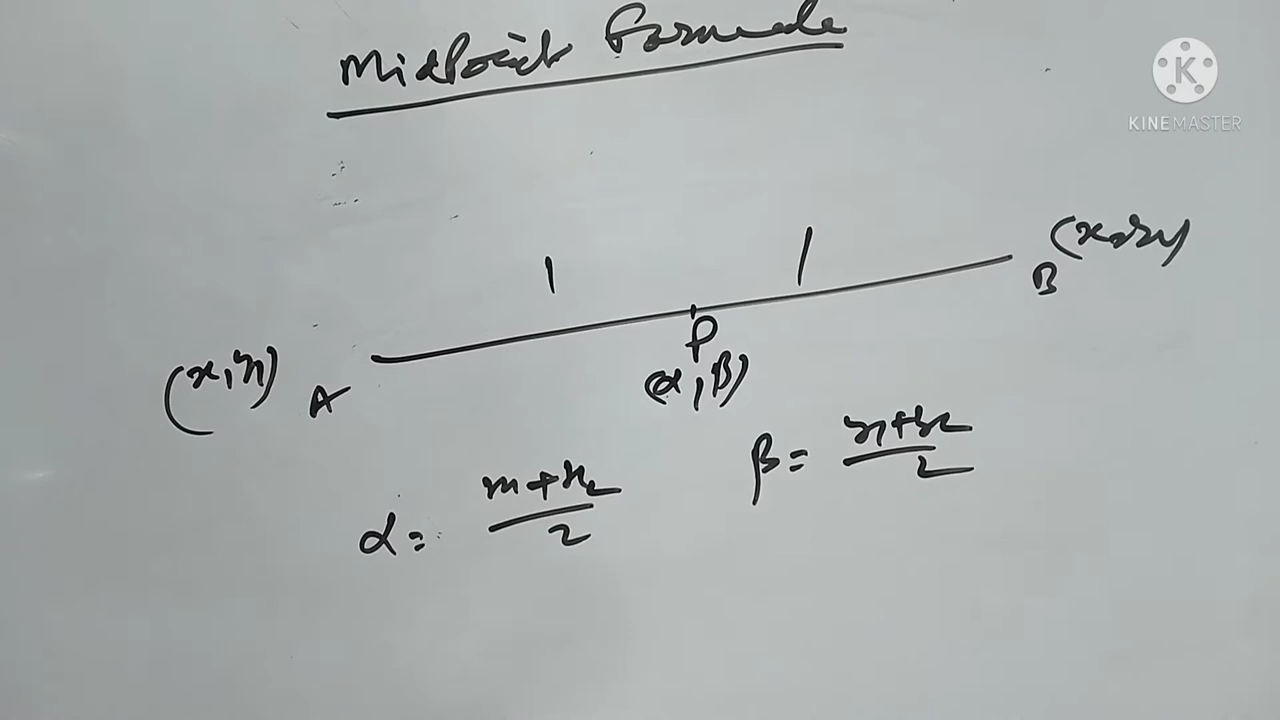 Midpoint Formula
KINEMASTER
1 1
(x₂, y₂)
B
P
(x₁, y₁) A
(α, β)
β = y₁+y₂/2
α = x₁+x₂/2